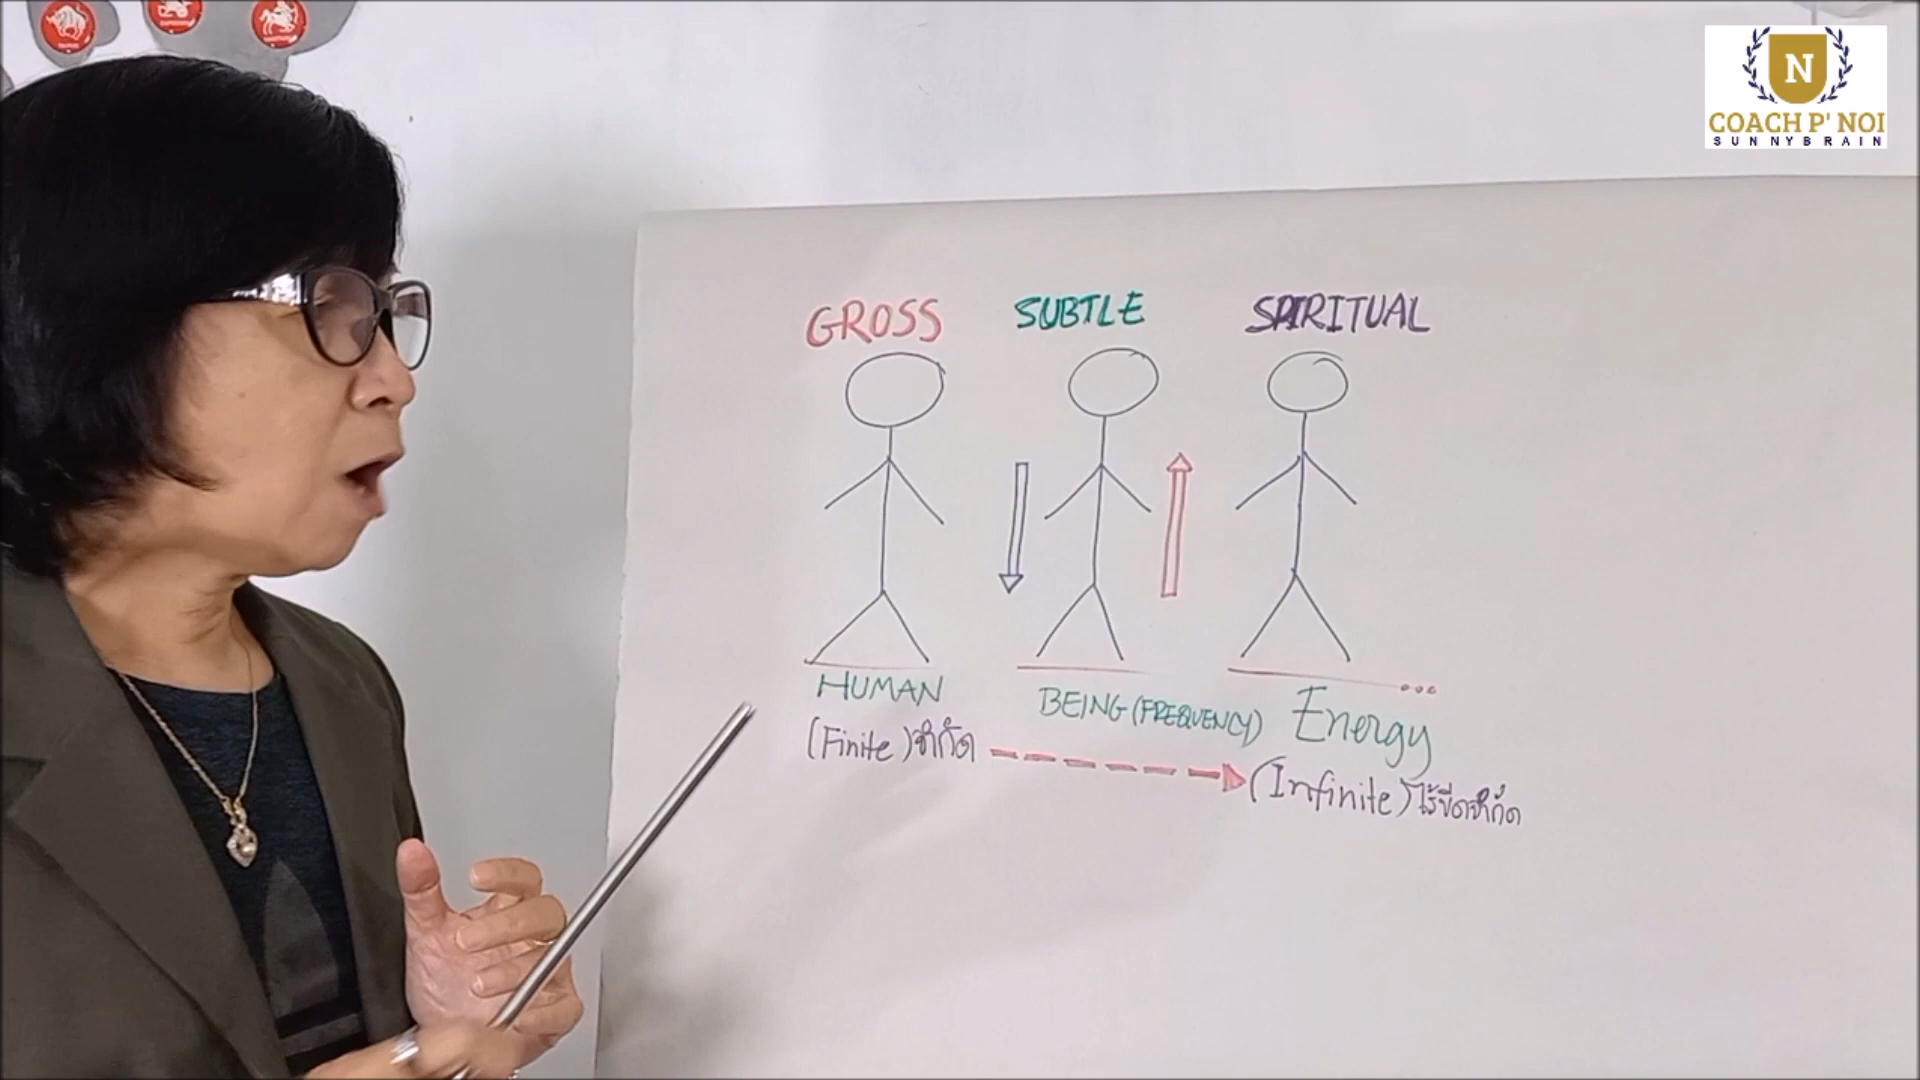 N
COACH P' NOI
SUNNYBRAIN
GROSS SUBTLE SPIRITUAL
HUMAN BEING (FREQUENCY) Energy
(Finite) จำกัด (Infinite) ไร้ขีดจำกัด